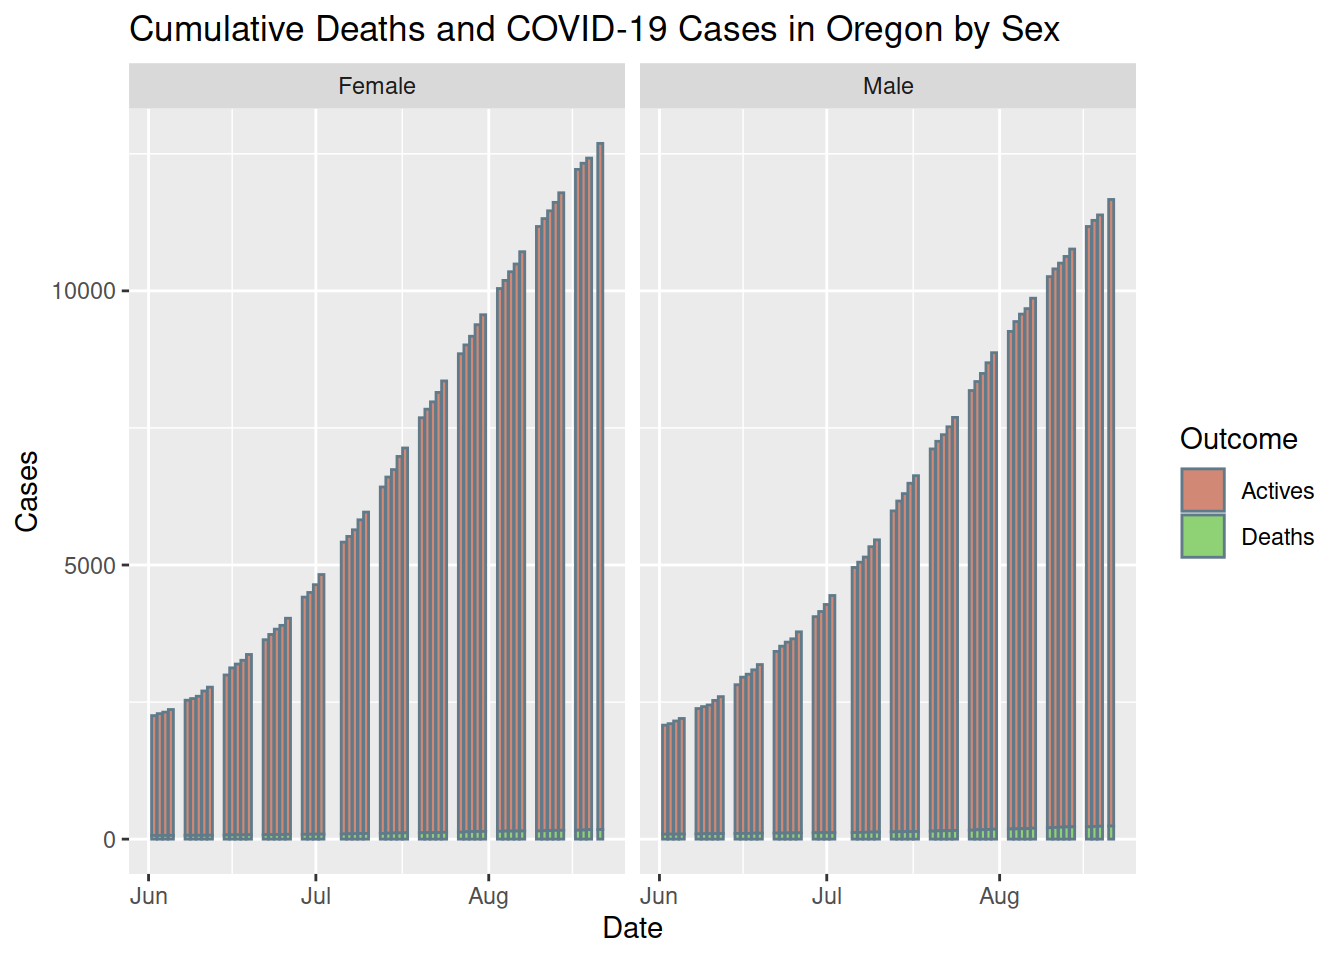 Cumulative Deaths and COVID-19 Cases in Oregon by Sex
Female
Male
10000
5000
0
Cases
Jun
Jul
Aug
Jun
Jul
Aug
Date
Outcome
Actives
Deaths